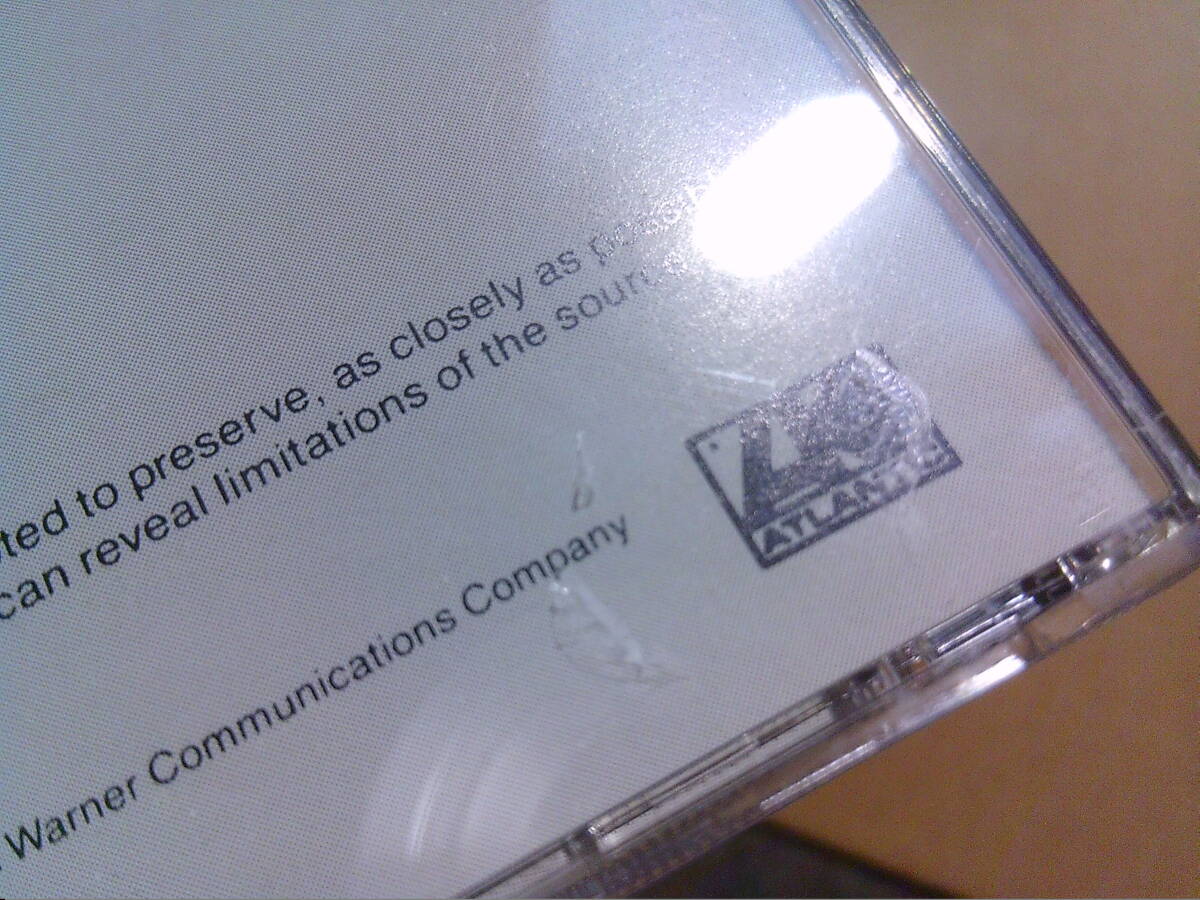 ted to preserve, as closely as
can reveal limitations of the
Warner Communications Company
ATLANTIC